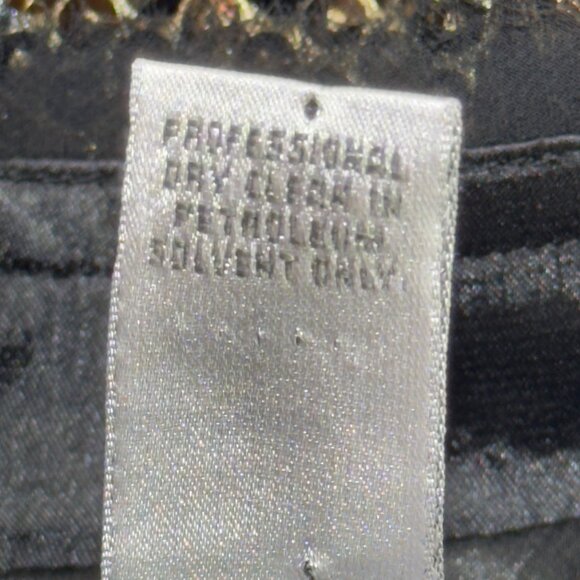 PROFESSIONAL
DRY CLEAN IN
PETROLEUM
SOLVENT ONLY.